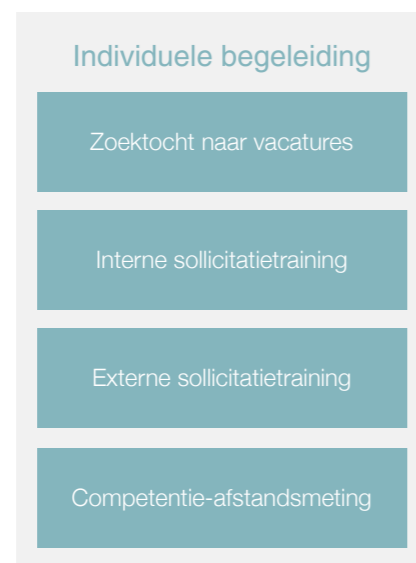 Individuele begeleiding
Zoektocht naar vacatures
Interne sollicitatietraining
Externe sollicitatietraining
Competentie-afstandsmeting